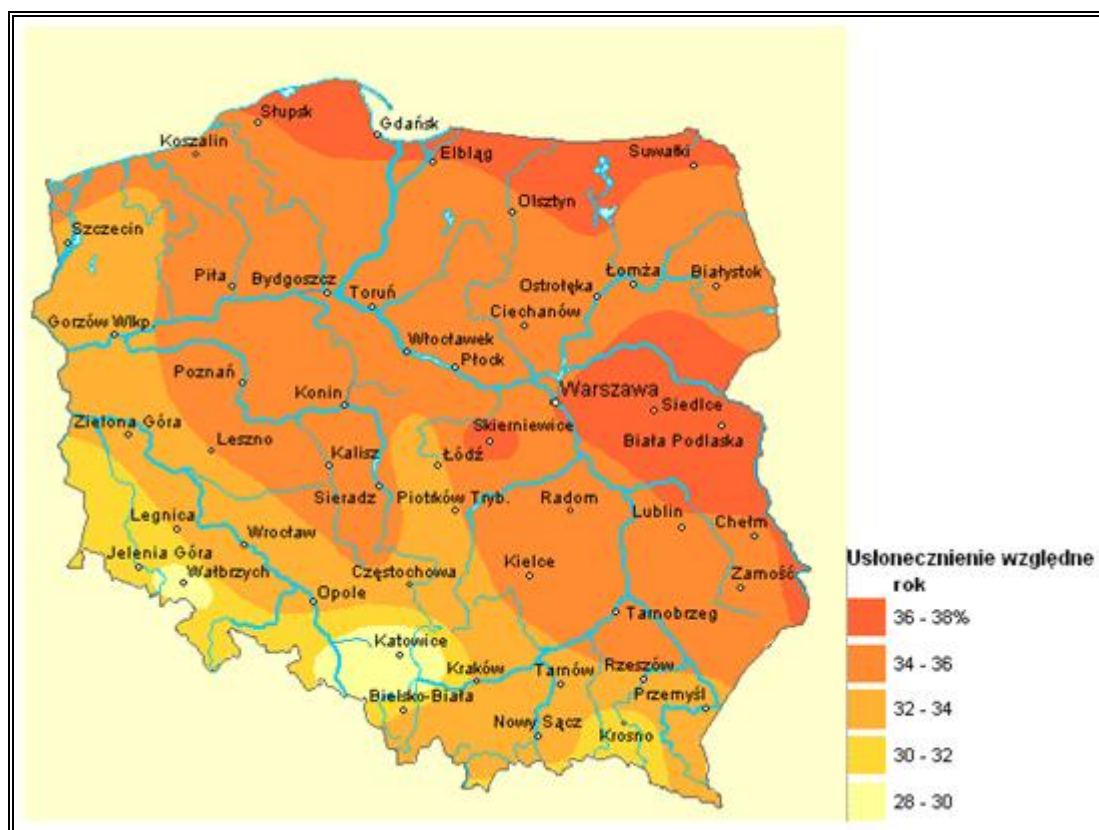 Słupsk
Gdańsk
Koszalin
Elbląg
Suwałki
Olsztyn
Szczecin
Piła
Bydgoszcz
Toruń
Ostrołęka
Łomża
Białystok
Ciechanów
Gorzów Wlkp.
Włocławek
Płock
Poznań
Konin
Warszawa
Siedlce
Skierniewice
Biała Podlaska
Zielona Góra
Leszno
Kalisz
Łódź
Sieradz
Piotrków Tryb.
Radom
Lublin
Chełm
Legnica
Wrocław
Jelenia Góra
Wałbrzych
Częstochowa
Kielce
Zamość
Opole
Tarnobrzeg
Katowice
Kraków
Tarnów
Rzeszów
Przemyśl
Bielsko-Biała
Nowy Sącz
Krosno
Usłonecznienie względne
rok
36 - 38%
34 - 36
32 - 34
30 - 32
28 - 30